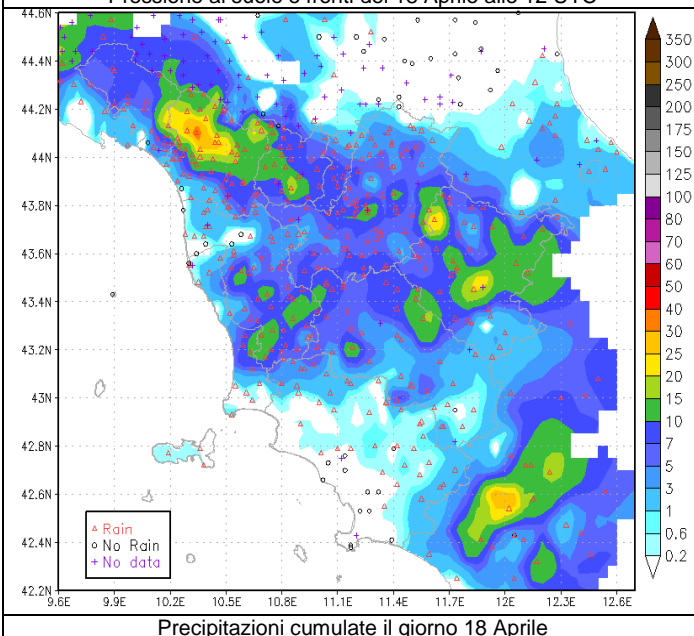 Pressione al suolo e fronti del 18 Aprile alle 12 UTC
44.6N
44.4N
44.2N
44N
43.8N
43.6N
43.4N
43.2N
43N
42.8N
42.6N
42.4N
42.2N
Rain
No Rain
No data
9.6E 9.9E 10.2E 10.5E 10.8E 11.1E 11.4E 11.7E 12E 12.3E 12.6E
350
300
250
200
175
150
125
100
80
70
60
50
40
30
25
20
15
10
7
5
3
1
0.6
0.2
Precipitazioni cumulate il giorno 18 Aprile